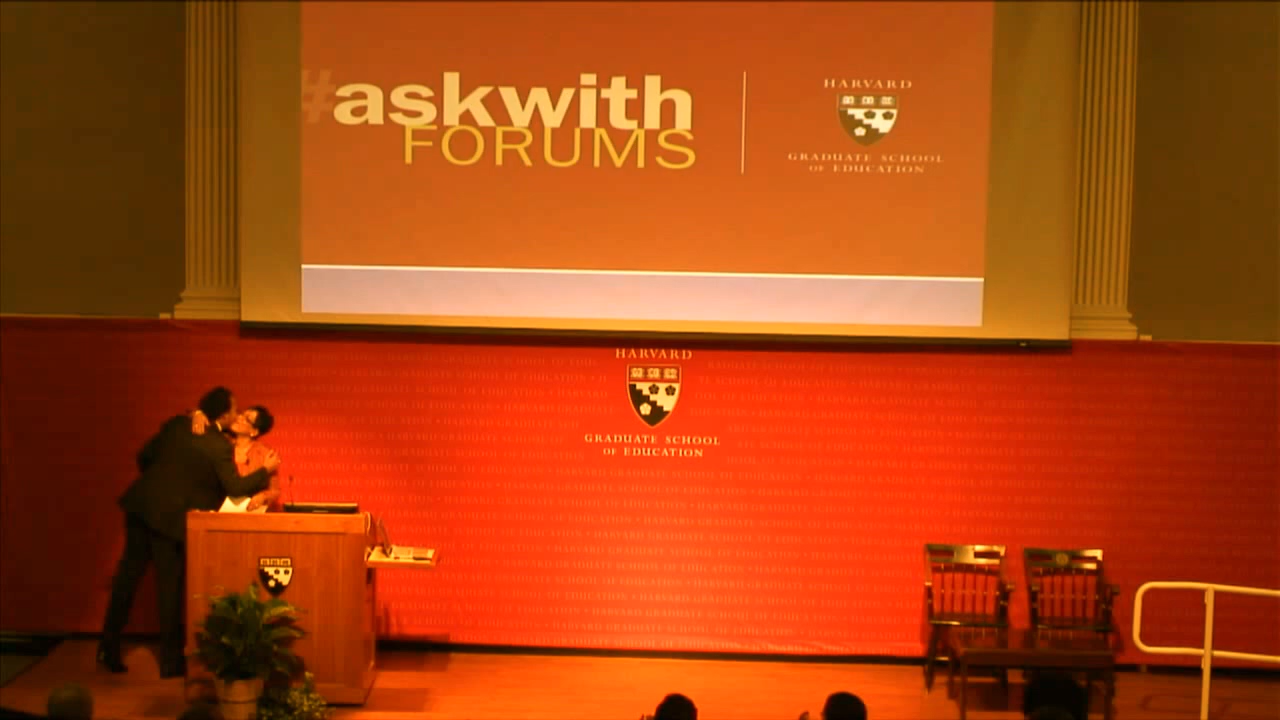 #askwith
FORUMS
HARVARD
GRADUATE SCHOOL
OF EDUCATION
HARVARD
GRADUATE SCHOOL
OF EDUCATION